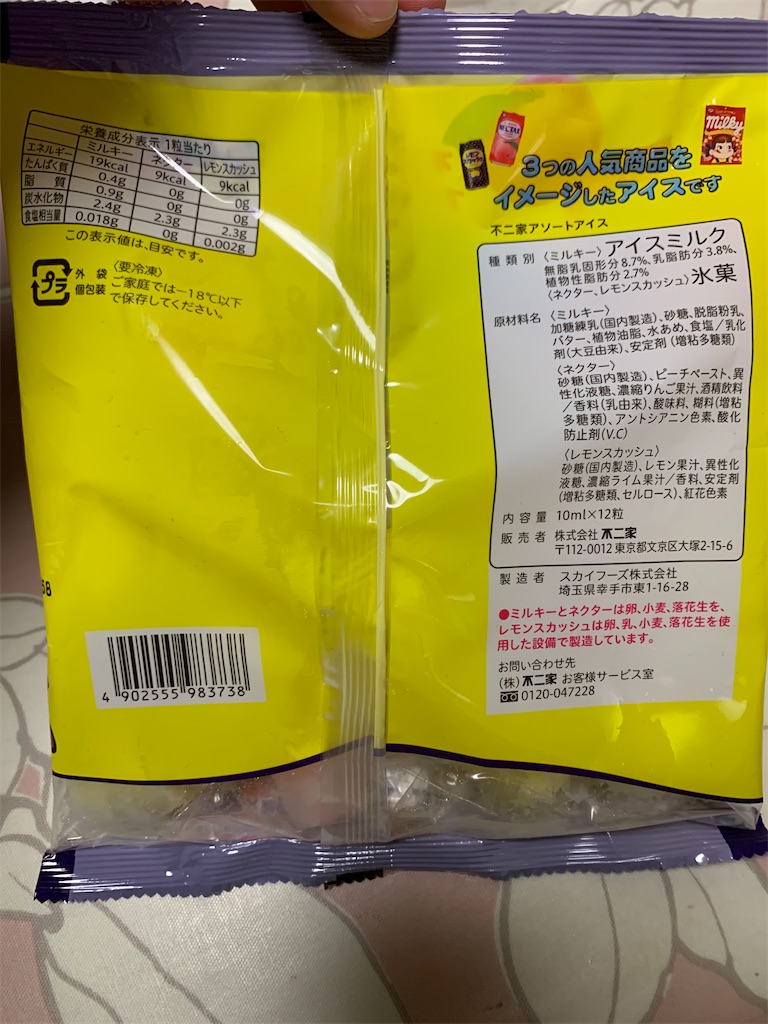 栄養成分表示 1粒当たり
ミルキー ネクター レモンスカッシュ
エネルギー 19kcal 9kcal 9kcal
たんぱく質 0.4g 0g 0g
脂質 0.9g 0g 0g
炭水化物 2.4g 2.3g 2.3g
食塩相当量 0.018g 0g 0.002g
この表示値は、目安です。
プラ
外袋
個包装
〈要冷凍〉
ご家庭では−18℃以下
で保存してください。
58
4 902555 983738
Milky
3つの人気商品を
イメージしたアイスです
不二家アソートアイス
種類別 〈ミルキー〉アイスミルク
無脂乳固形分8.7%、乳脂肪分3.8%、
植物性脂肪分2.7%
〈ネクター、レモンスカッシュ〉氷菓
原材料名 〈ミルキー〉
加糖練乳(国内製造)、砂糖、脱脂粉乳、
バター、植物油脂、水あめ、食塩/乳化
剤(大豆由来)、安定剤(増粘多糖類)
〈ネクター〉
砂糖(国内製造)、ピーチペースト、異
性化液糖、濃縮りんご果汁、酒精飲料
/香料(乳由来)、酸味料、糊料(増粘
多糖類)、アントシアニン色素、酸化
防止剤(V.C)
〈レモンスカッシュ〉
砂糖(国内製造)、レモン果汁、異性化
液糖、濃縮ライム果汁/香料、安定剤
(増粘多糖類、セルロース)、紅花色素
内容量 10ml×12粒
販売者 株式会社 不二家
〒112-0012 東京都文京区大塚2-15-6
製造者 スカイフーズ株式会社
埼玉県幸手市東1-16-28
●ミルキーとネクターは卵、小麦、落花生を、
レモンスカッシュは卵、乳、小麦、落花生を使
用した設備で製造しています。
お問い合わせ先
(株)不二家 お客様サービス室
0120-047228